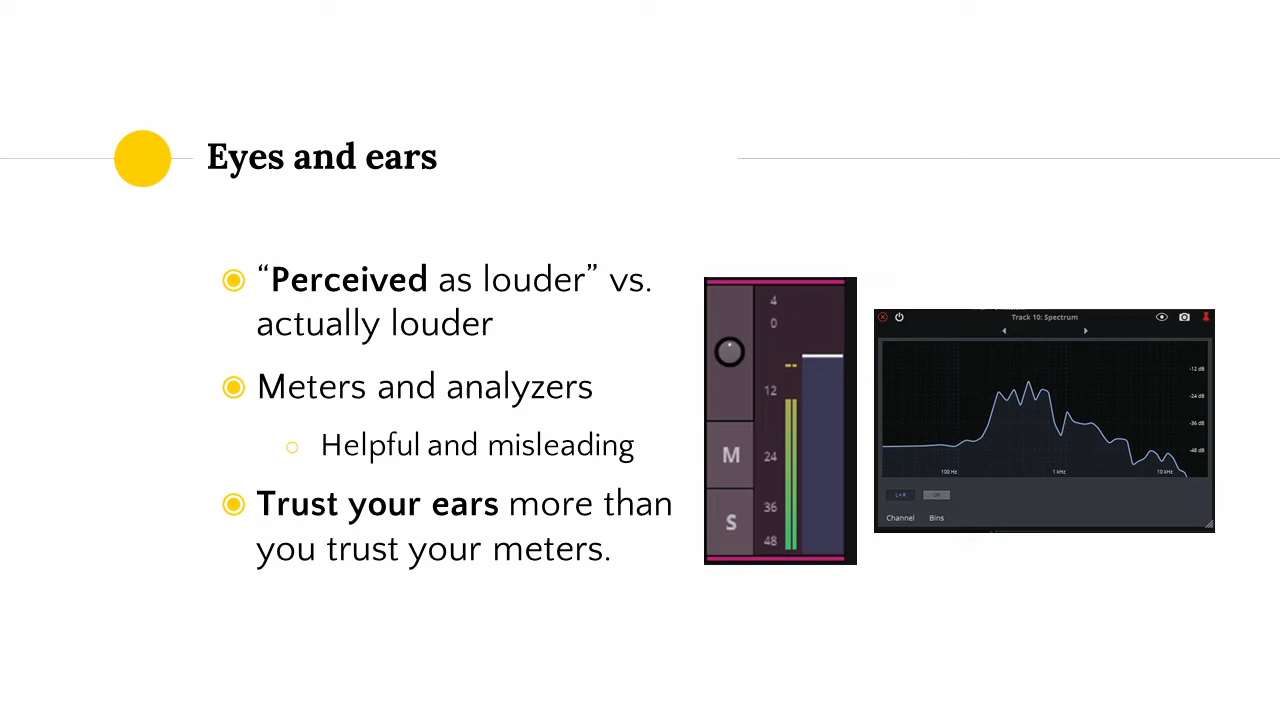 Eyes and ears
“Perceived as louder” vs.
actually louder
Meters and analyzers
Helpful and misleading
Trust your ears more than
you trust your meters.
4
0
12
24
36
48
M
S
Track 10: Spectrum
-12 dB
-24 dB
-36 dB
-48 dB
100 Hz 1 kHz 10 kHz
L+R
Channel Bins